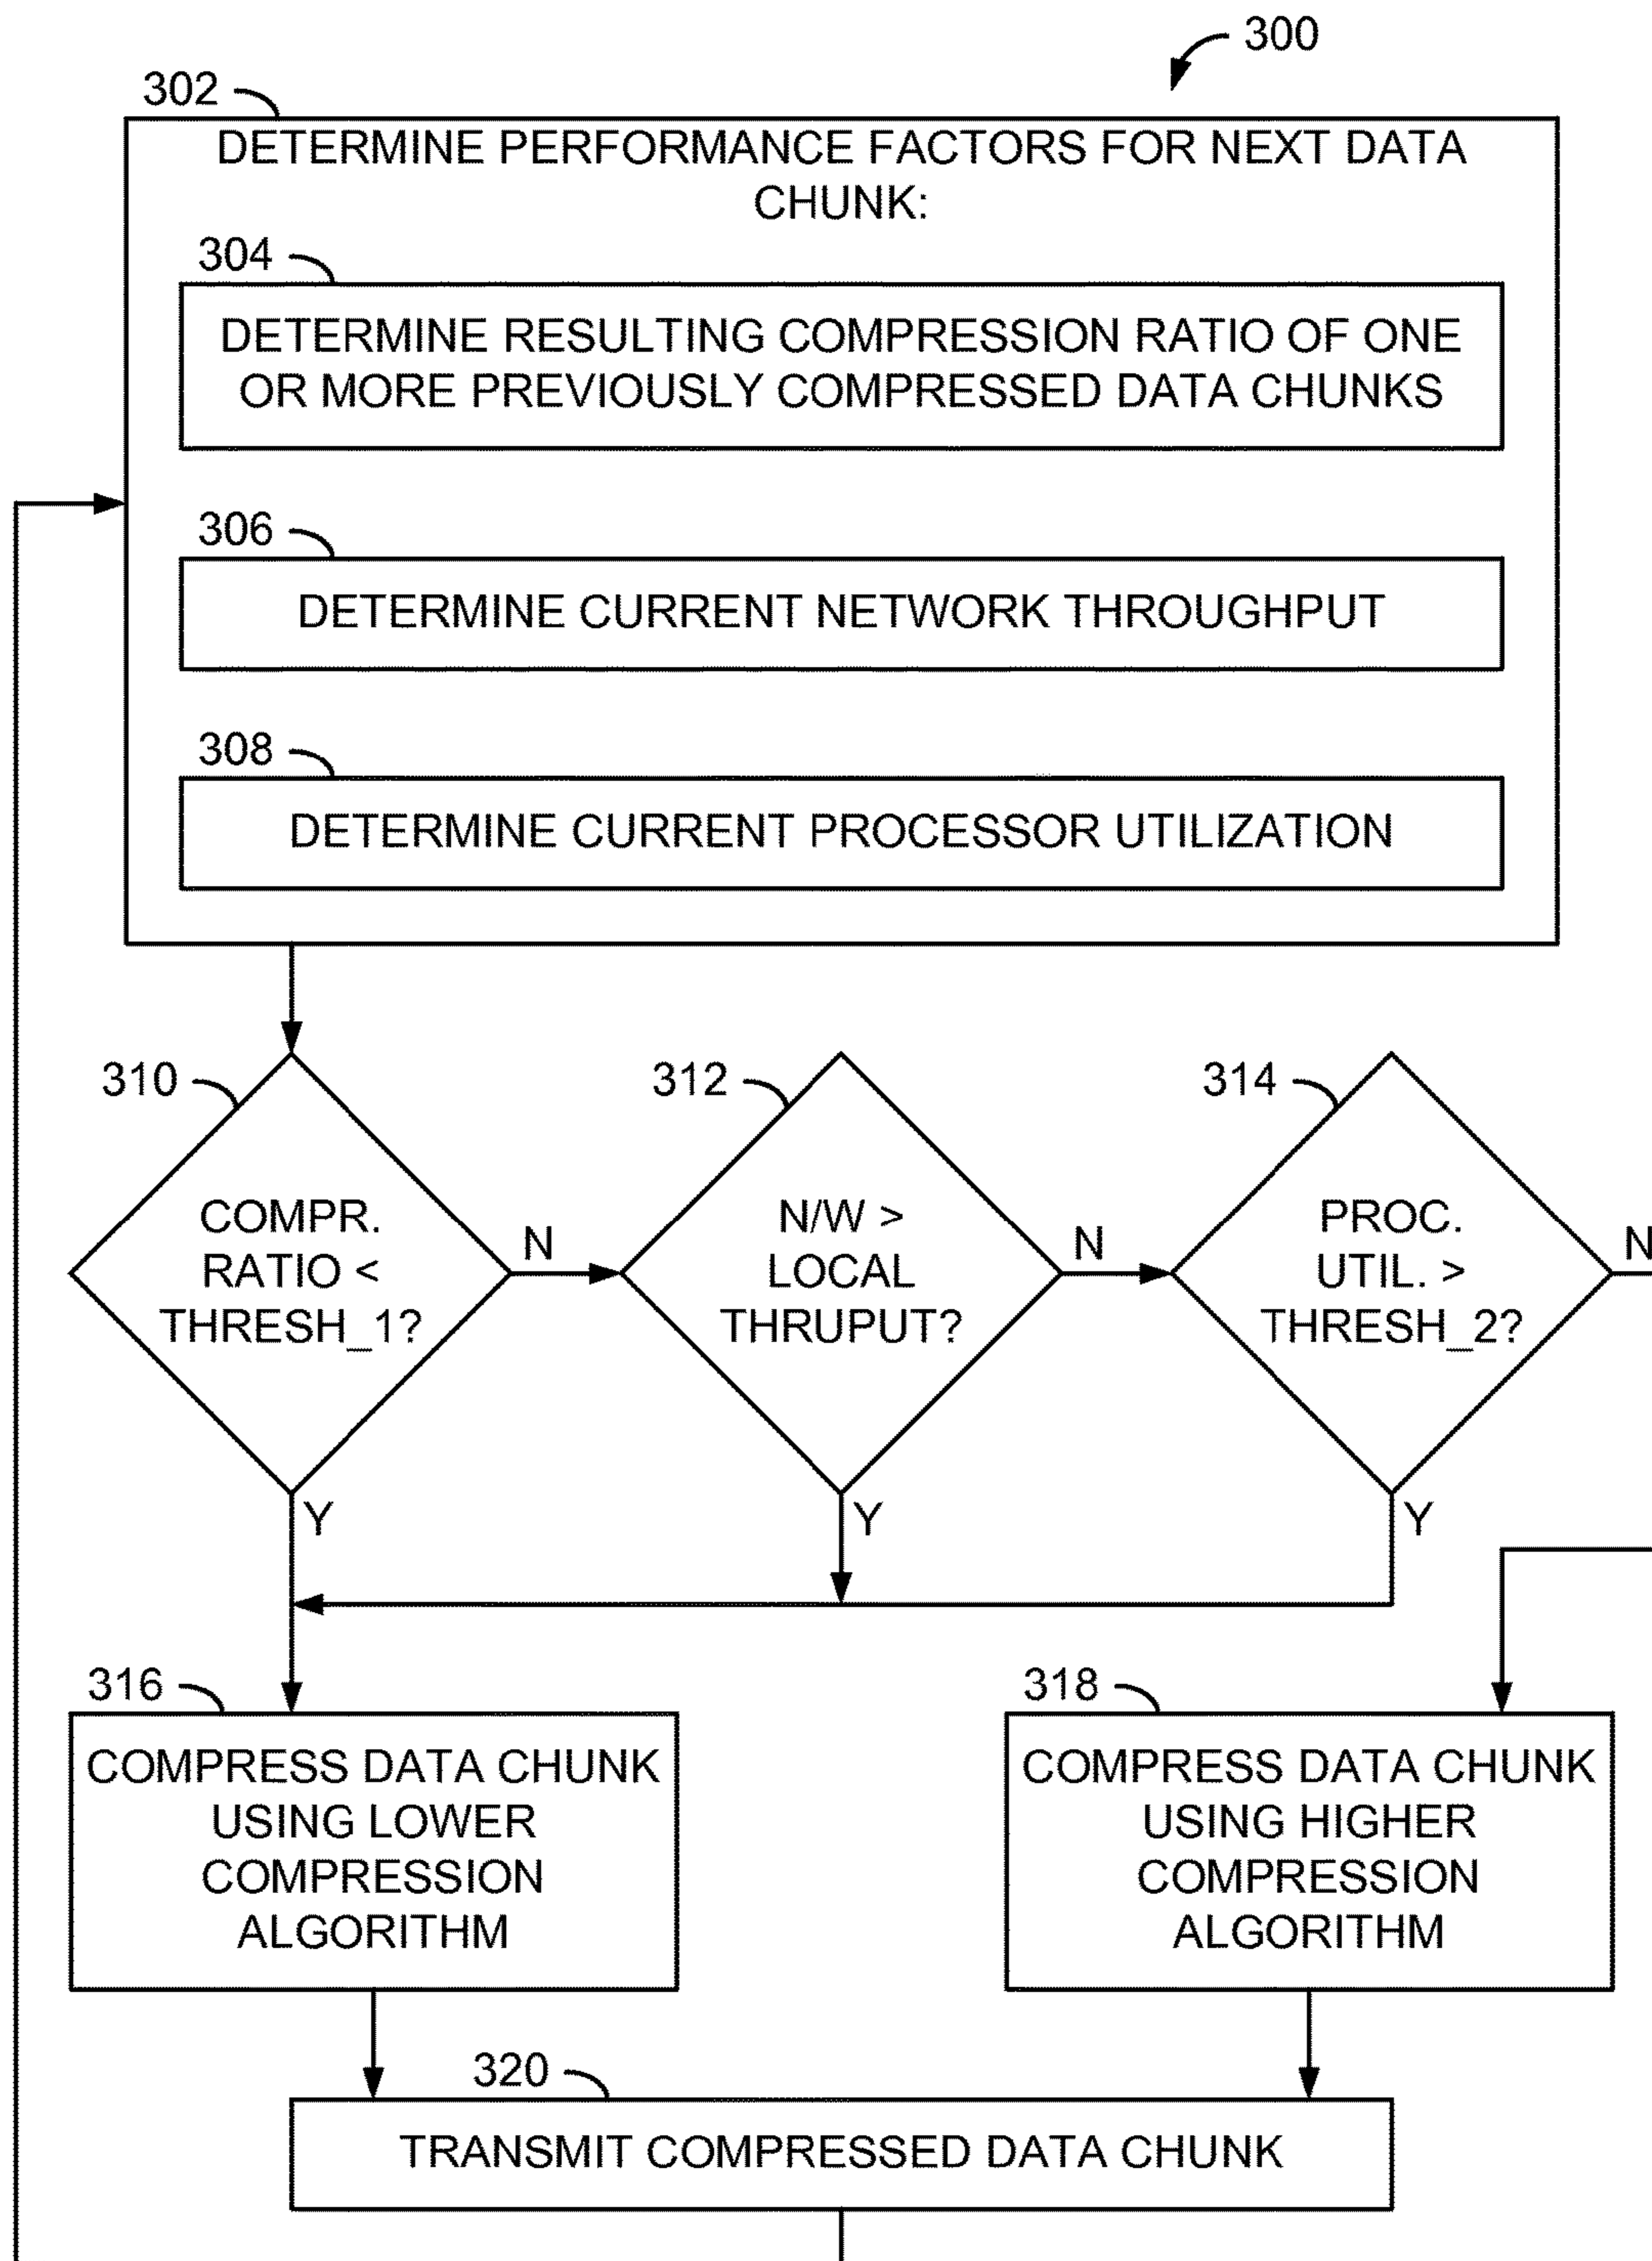 300
302
DETERMINE PERFORMANCE FACTORS FOR NEXT DATA
CHUNK:
304
DETERMINE RESULTING COMPRESSION RATIO OF ONE
OR MORE PREVIOUSLY COMPRESSED DATA CHUNKS
306
DETERMINE CURRENT NETWORK THROUGHPUT
308
DETERMINE CURRENT PROCESSOR UTILIZATION
310
COMPR.
RATIO <
THRESH_1?
N
Y
312
N/W >
LOCAL
THRUPUT?
N
Y
314
PROC.
UTIL. >
THRESH_2?
N
Y
316
COMPRESS DATA CHUNK
USING LOWER
COMPRESSION
ALGORITHM
318
COMPRESS DATA CHUNK
USING HIGHER
COMPRESSION
ALGORITHM
320
TRANSMIT COMPRESSED DATA CHUNK